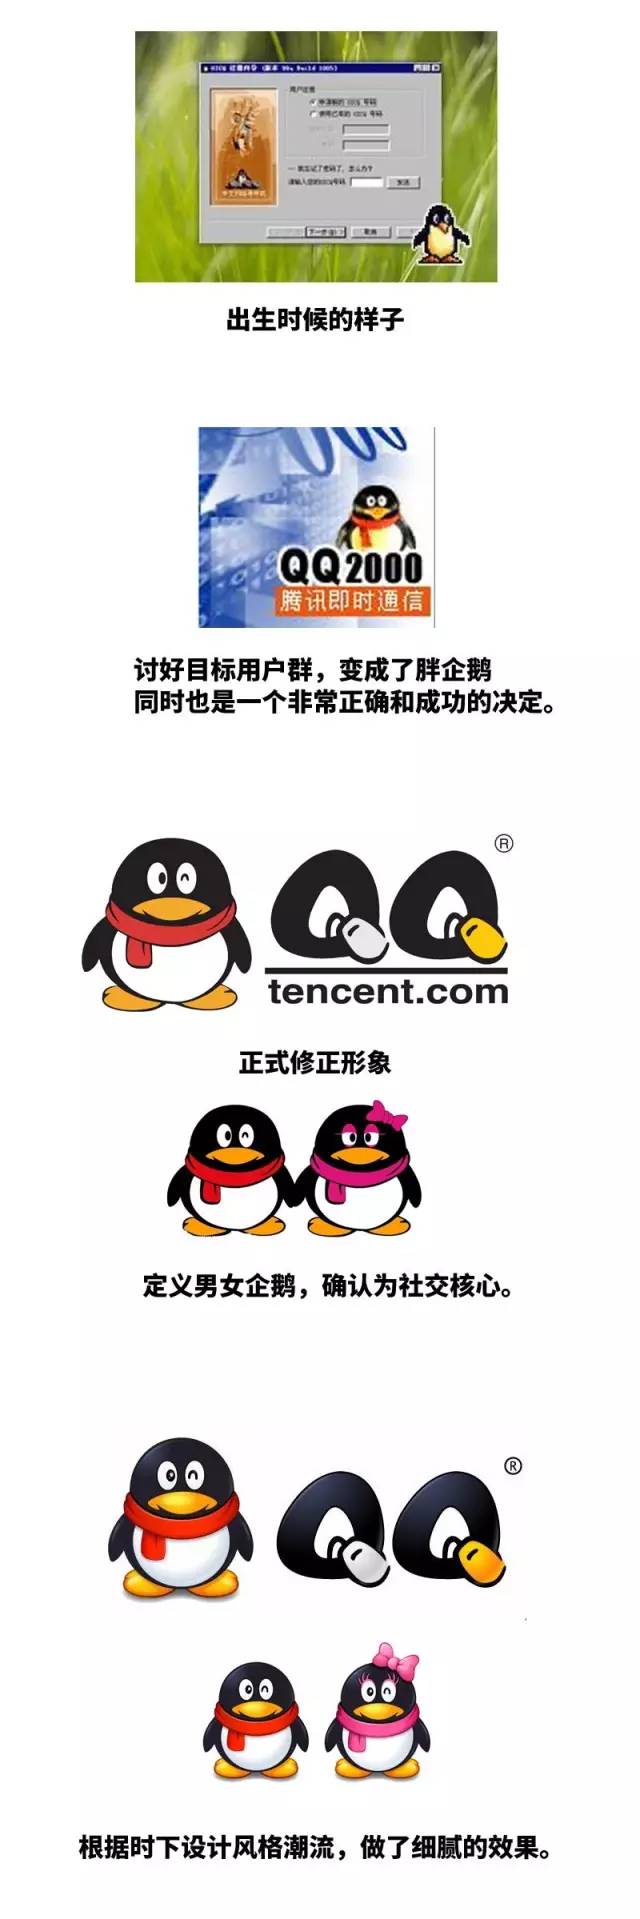 OICQ 注册向导 (版本 99a Build 1005)
用户注册
申请新的 OICQ 号码
使用已有的 OICQ 号码
我忘记了密码了, 怎么办?
请输入您的OICQ号码
发送
下一步
取消
出生时候的样子
QQ2000
腾讯即时通信
讨好目标用户群，变成了胖企鹅
同时也是一个非常正确和成功的决定。
QQ ®
tencent.com
正式修正形象
定义男女企鹅，确认为社交核心。
QQ ®
根据时下设计风格潮流，做了细腻的效果。